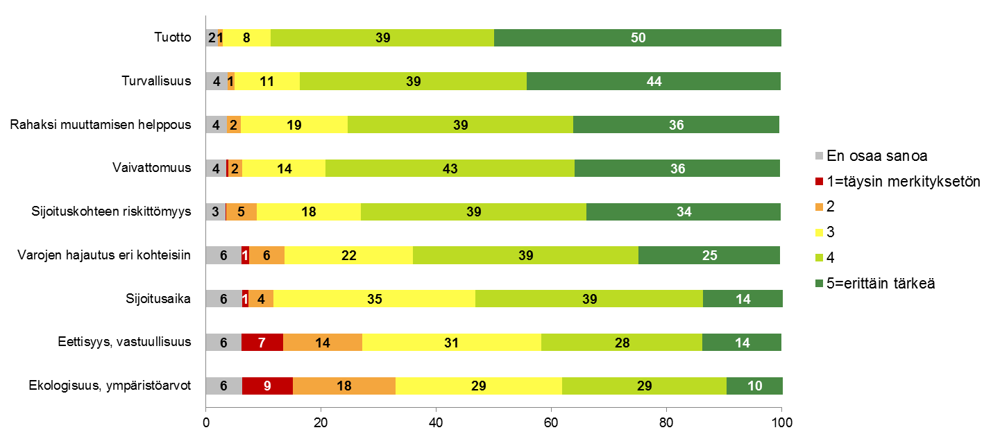 Tuotto 2 1 8 39 50
Turvallisuus 4 1 11 39 44
Rahaksi muuttamisen helppous 4 2 19 39 36
Vaivattomuus 4 2 14 43 36
Sijoituskohteen riskittömyys 3 5 18 39 34
Varojen hajautus eri kohteisiin 6 1 6 22 39 25
Sijoitusaika 6 1 4 35 39 14
Eettisyys, vastuullisuus 6 7 14 31 28 14
Ekologisuus, ympäristöarvot 6 9 18 29 29 10
0 20 40 60 80 100
En osaa sanoa
1=täysin merkityksetön
2
3
4
5=erittäin tärkeä